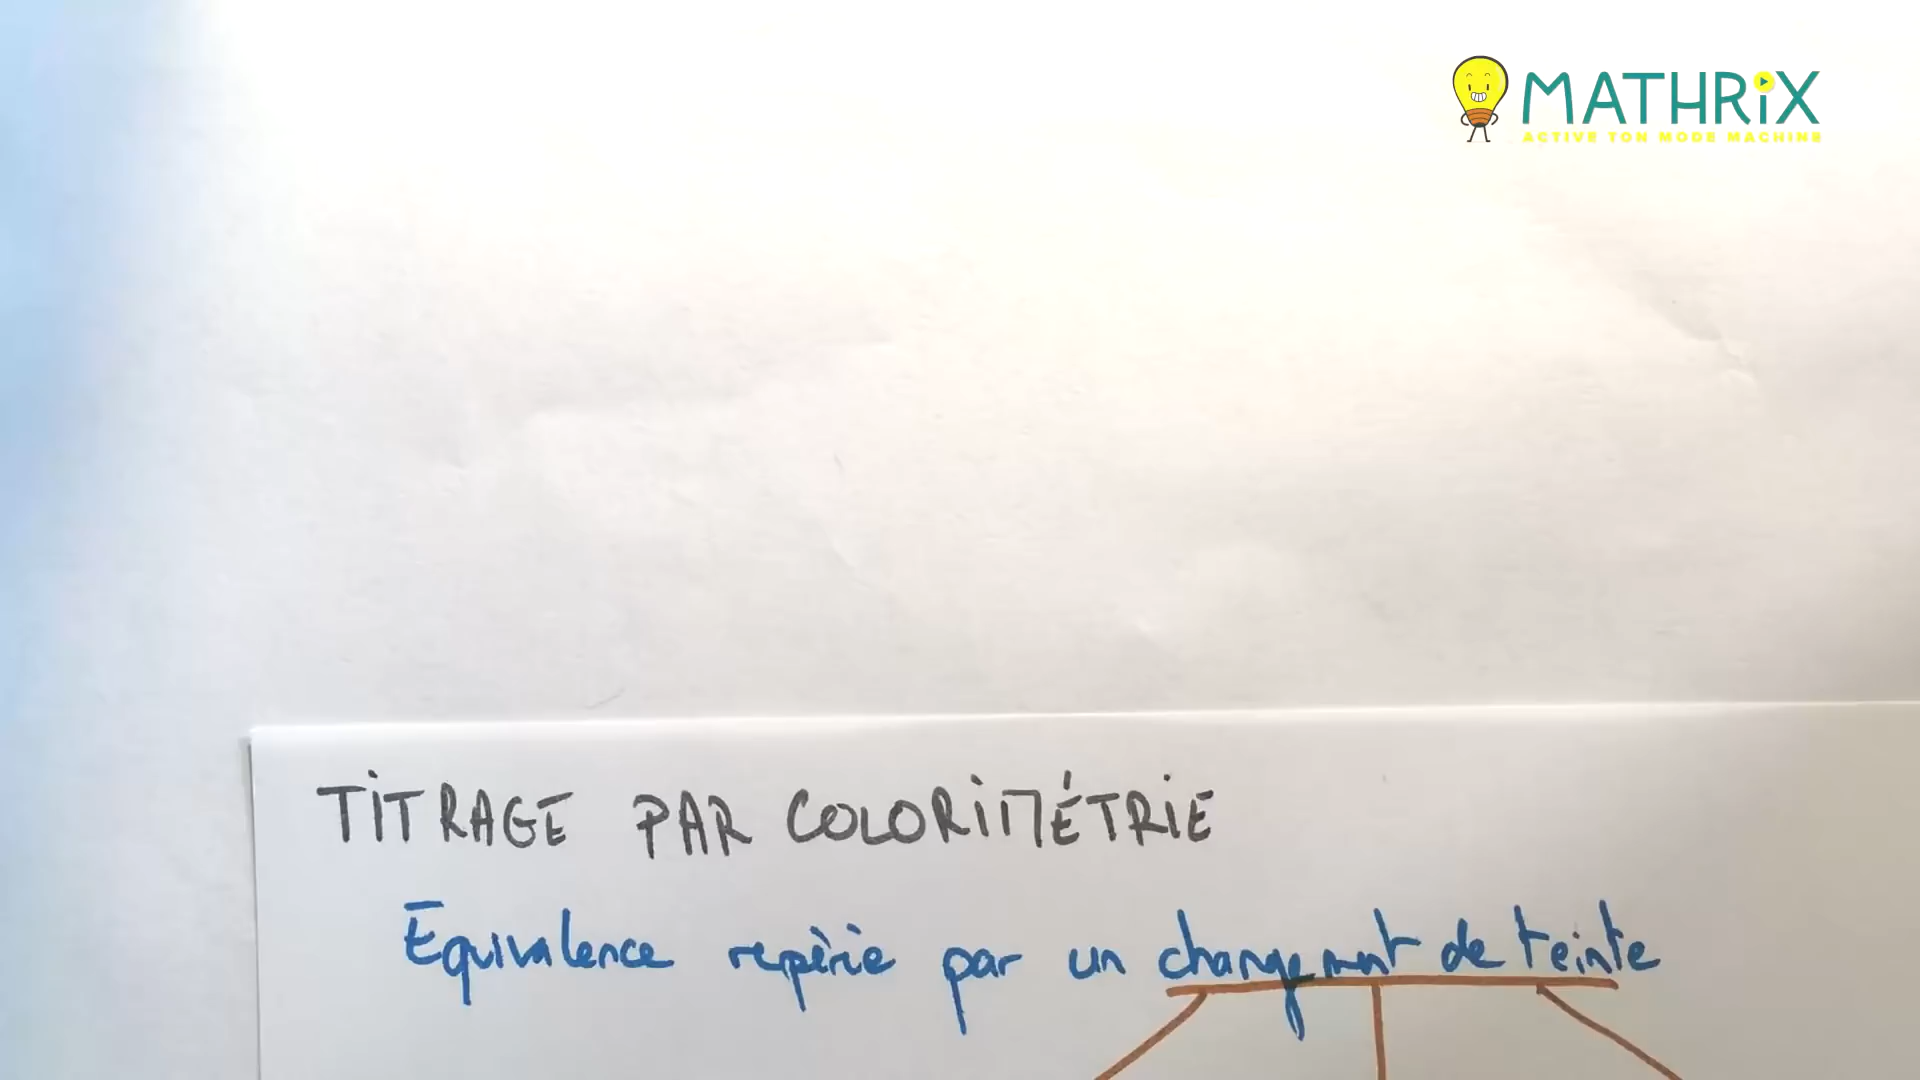 MATHRiX
ACTIVE TON MODE MACHINE
TiTRAGE PAR COLORiMÉTRiE
Equivalence repérée par un changement de teinte